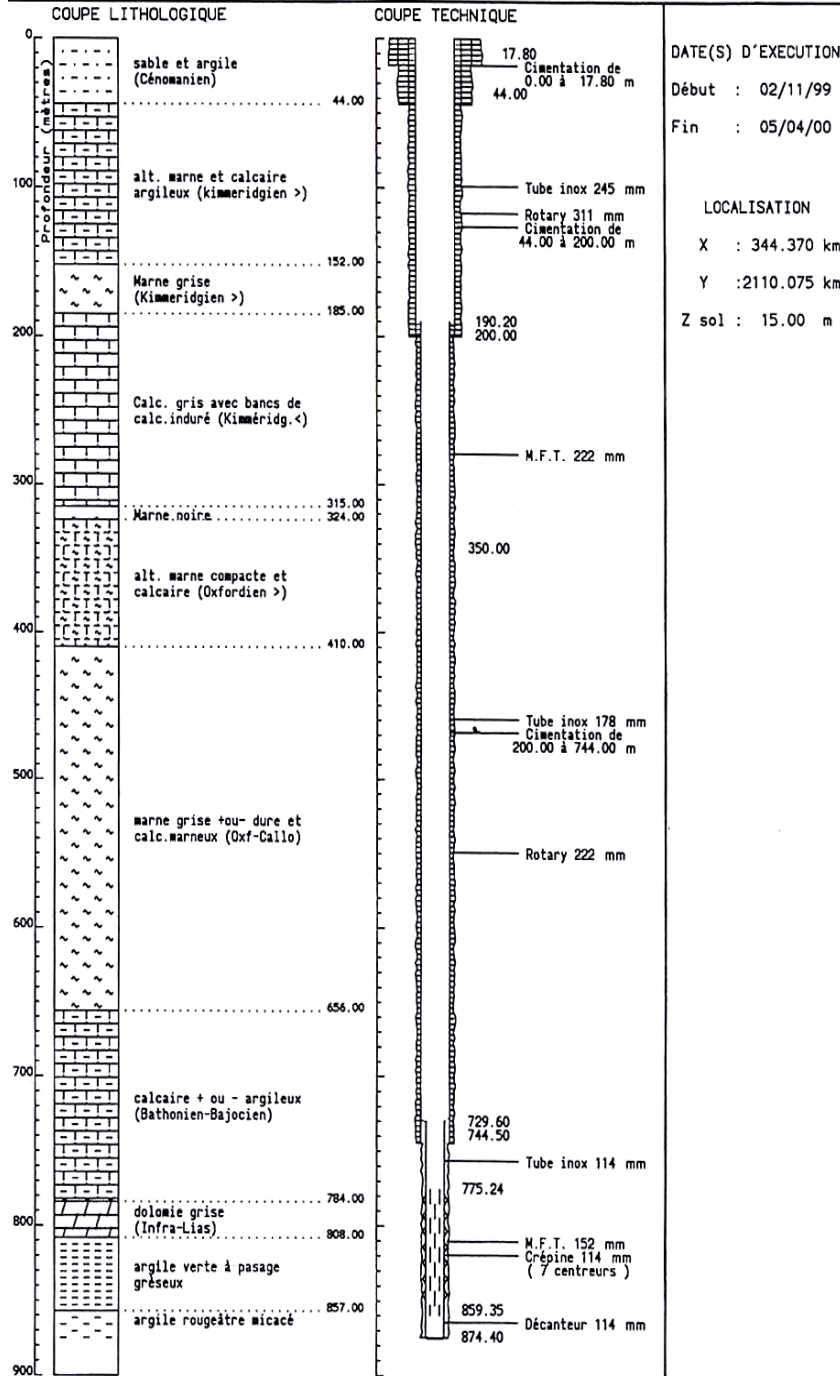 COUPE LITHOLOGIQUE
0
100
200
300
400
500
600
700
800
900
Profondeur (mètres)
sable et argile
(Cénomanien)
44.00
alt. marne et calcaire
argileux (kimmeridgien >)
152.00
Marne grise
(Kimmeridgien >)
185.00
Calc. gris avec bancs de
calc.induré (Kimméridg.<)
315.00
Marne noire
324.00
alt. marne compacte et
calcaire (Oxfordien >)
410.00
marne grise +ou- dure et
calc.marneux (Oxf-Callo)
656.00
calcaire + ou - argileux
(Bathonien-Bajocien)
784.00
dolomie grise
(Infra-Lias)
808.00
argile verte à pasage
gréseux
857.00
argile rougeâtre micacé
COUPE TECHNIQUE
17.80
Cimentation de
0.00 à 17.80 m
44.00
Tube inox 245 mm
Rotary 311 mm
Cimentation de
44.00 à 200.00 m
190.20
200.00
M.F.T. 222 mm
350.00
Tube inox 178 mm
Cimentation de
200.00 à 744.00 m
Rotary 222 mm
729.60
744.50
Tube inox 114 mm
775.24
M.F.T. 152 mm
Crépine 114 mm
( 7 centreurs )
859.35
Décanteur 114 mm
874.40
DATE(S) D'EXECUTION
Début : 02/11/99
Fin : 05/04/00
LOCALISATION
X : 344.370 km
Y :2110.075 km
Z sol : 15.00 m